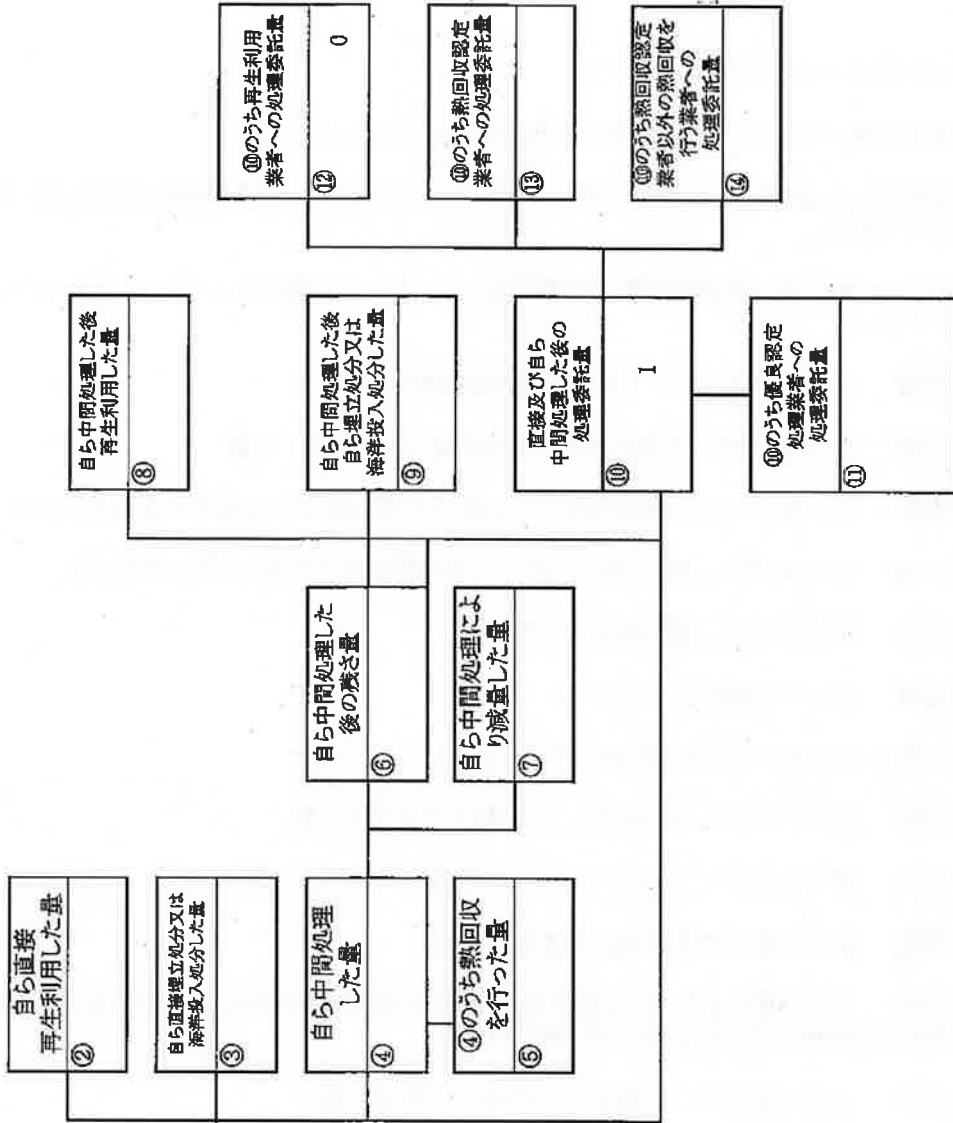 自ら直接
再生利用した量
②
自ら直接埋立処分又は
海洋投入処分した量
③
自ら中間処理
した量
④
④のうち熱回収
を行った量
⑤
自ら中間処理した
後の残さ量
⑥
自ら中間処理によ
り減量した量
⑦
自ら中間処理した後
再生利用した量
⑧
自ら中間処理した後
自ら埋立処分又は
海洋投入処分した量
⑨
直接及び自ら
中間処理した後の
処理委託量
⑩
1
⑩のうち優良認定
処理業者への
処理委託量
⑪
⑩のうち再生利用
業者への処理委託量
⑫
0
⑩のうち熱回収認定
業者への処理委託量
⑬
⑩のうち熱回収認定
業者以外の熱回収を
行う業者への
処理委託量
⑭